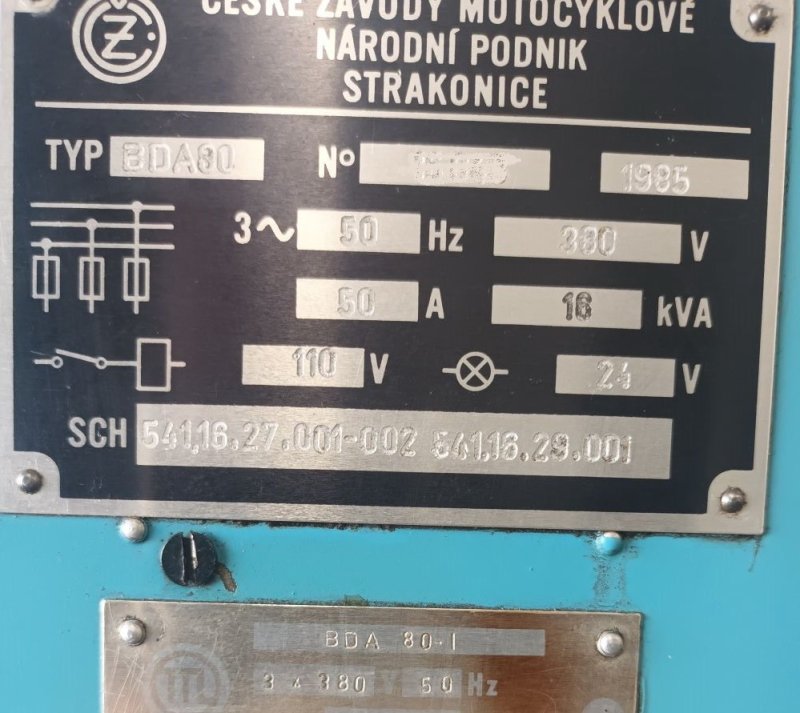 ČZ
ČESKÉ ZÁVODY MOTOCYKLOVÉ
NÁRODNÍ PODNIK
STRAKONICE
TYP BDA80 Nº 1985
3~ 50 Hz 380 V
50 A 16 kVA
110 V 24 V
SCH 541,16.27.001-002 541,16.29.001
BDA 80-I
3 x 380 V 50 Hz